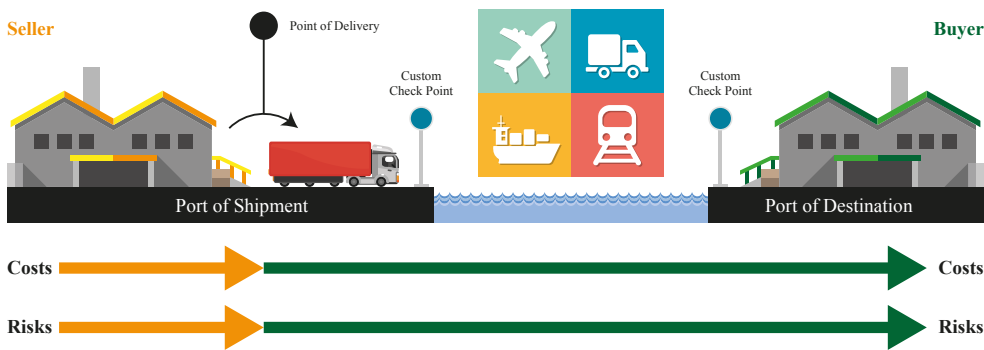 Seller
Point of Delivery
Buyer
Custom
Check Point
Custom
Check Point
Port of Shipment
Port of Destination
Costs
Costs
Risks
Risks